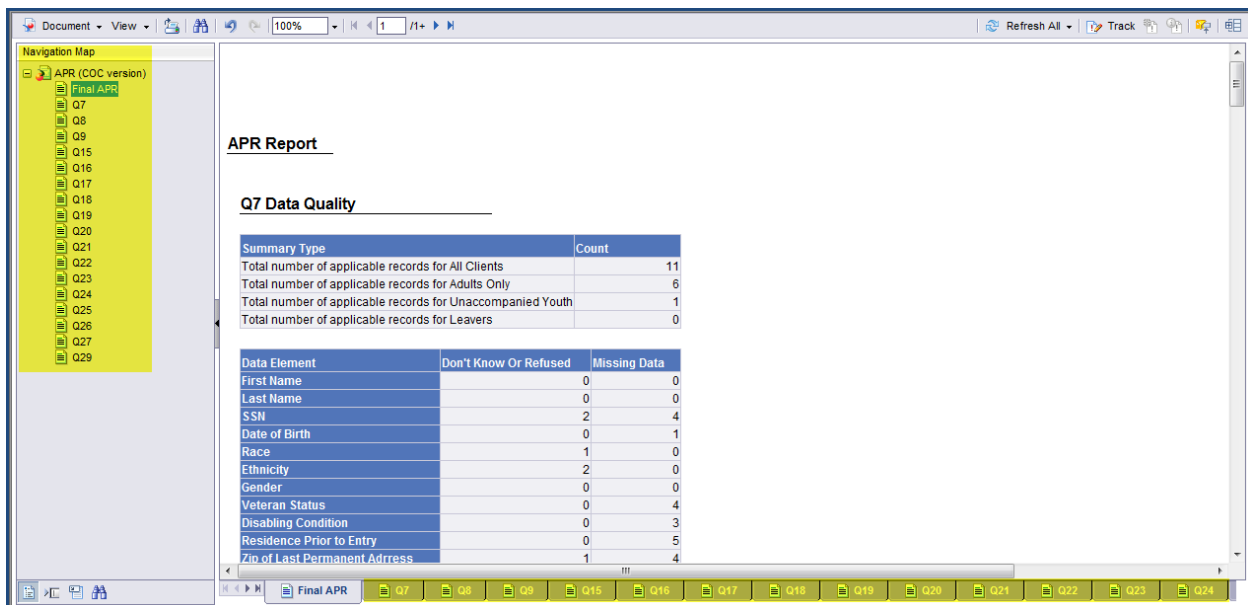 Document View 100% 1 /1+ Refresh All Track
Navigation Map
APR (COC version)
Final APR
Q7
Q8
Q9
Q15
Q16
Q17
Q18
Q19
Q20
Q21
Q22
Q23
Q24
Q25
Q26
Q27
Q29
APR Report
Q7 Data Quality
Summary Type Count
Total number of applicable records for All Clients 11
Total number of applicable records for Adults Only 6
Total number of applicable records for Unaccompanied Youth 1
Total number of applicable records for Leavers 0
Data Element Don't Know Or Refused Missing Data
First Name 0 0
Last Name 0 0
SSN 2 4
Date of Birth 0 1
Race 1 0
Ethnicity 2 0
Gender 0 0
Veteran Status 0 4
Disabling Condition 0 3
Residence Prior to Entry 0 5
Zip of Last Permanent Adrress 1 4
Final APR Q7 Q8 Q9 Q15 Q16 Q17 Q18 Q19 Q20 Q21 Q22 Q23 Q24